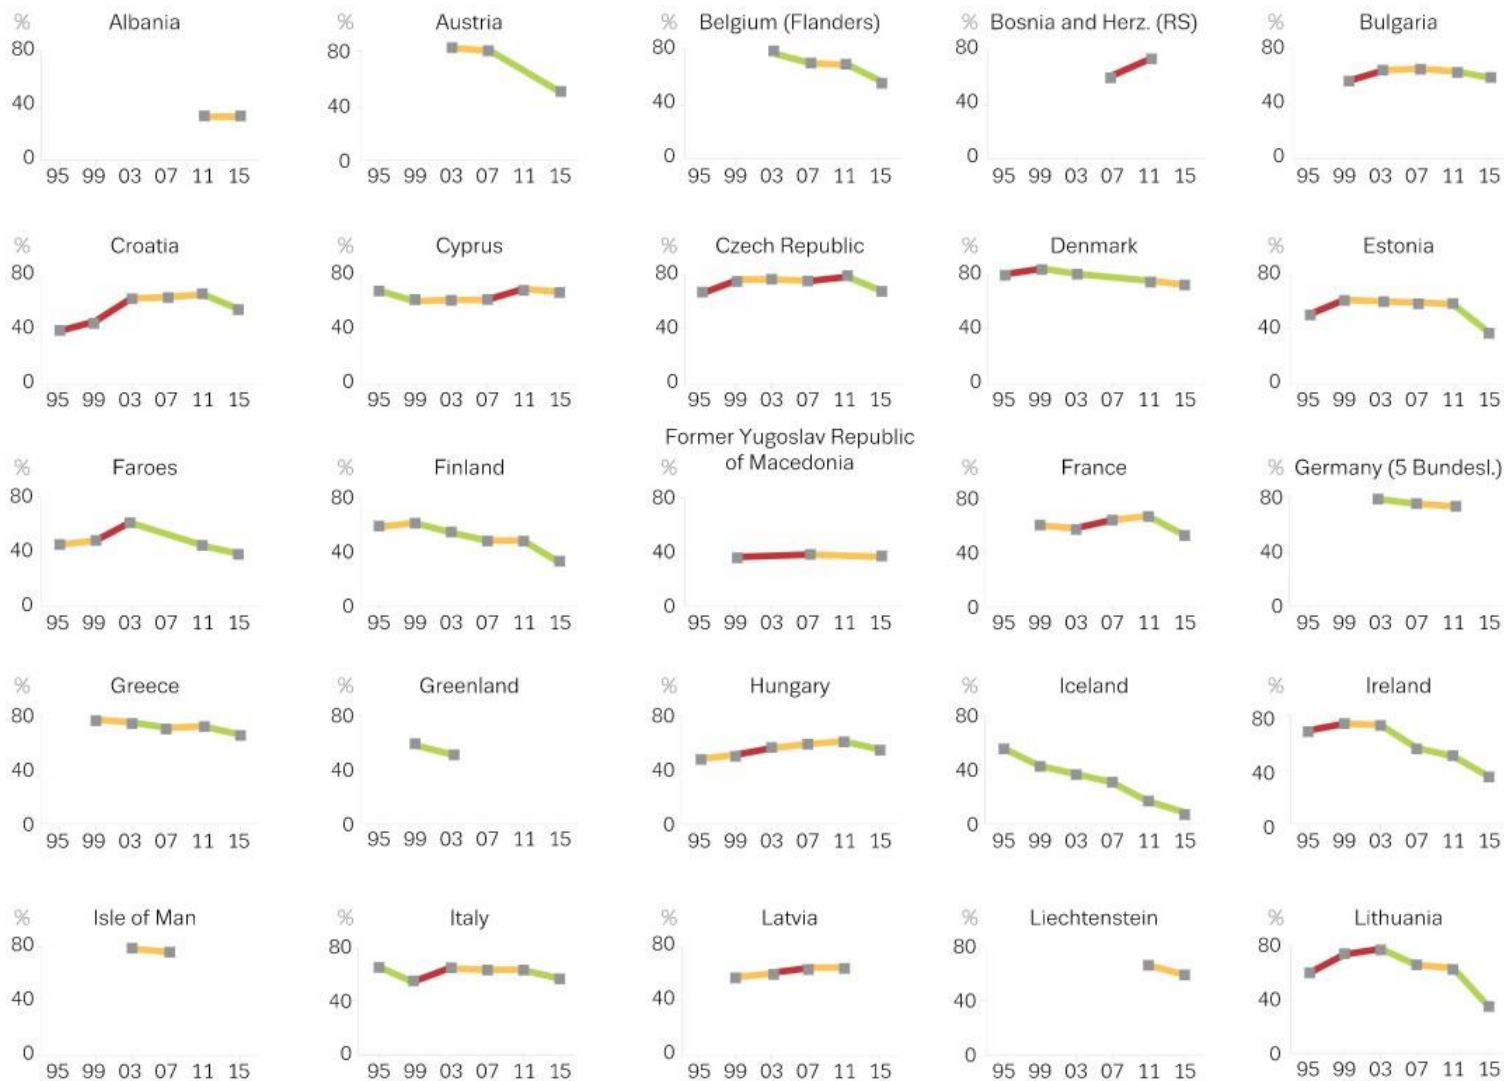 % Albania
80
40
0
95 99 03 07 11 15
% Austria
80
40
0
95 99 03 07 11 15
% Belgium (Flanders)
80
40
0
95 99 03 07 11 15
% Bosnia and Herz. (RS)
80
40
0
95 99 03 07 11 15
% Bulgaria
80
40
0
95 99 03 07 11 15
% Croatia
80
40
0
95 99 03 07 11 15
% Cyprus
80
40
0
95 99 03 07 11 15
% Czech Republic
80
40
0
95 99 03 07 11 15
% Denmark
80
40
0
95 99 03 07 11 15
% Estonia
80
40
0
95 99 03 07 11 15
% Faroes
80
40
0
95 99 03 07 11 15
% Finland
80
40
0
95 99 03 07 11 15
Former Yugoslav Republic
% of Macedonia
80
40
0
95 99 03 07 11 15
% France
80
40
0
95 99 03 07 11 15
% Germany (5 Bundesl.)
80
40
0
95 99 03 07 11 15
% Greece
80
40
0
95 99 03 07 11 15
% Greenland
80
40
0
95 99 03 07 11 15
% Hungary
80
40
0
95 99 03 07 11 15
% Iceland
80
40
0
95 99 03 07 11 15
% Ireland
80
40
0
95 99 03 07 11 15
% Isle of Man
80
40
0
95 99 03 07 11 15
% Italy
80
40
0
95 99 03 07 11 15
% Latvia
80
40
0
95 99 03 07 11 15
% Liechtenstein
80
40
0
95 99 03 07 11 15
% Lithuania
80
40
0
95 99 03 07 11 15